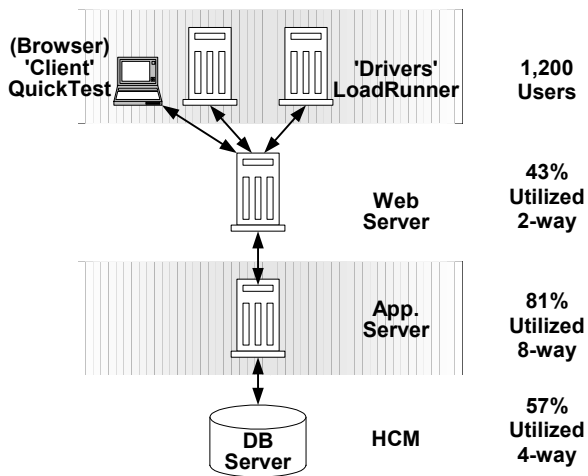 (Browser)
'Client'
QuickTest
'Drivers'
LoadRunner
1,200
Users
Web
Server
43%
Utilized
2-way
App.
Server
81%
Utilized
8-way
DB
Server
HCM
57%
Utilized
4-way